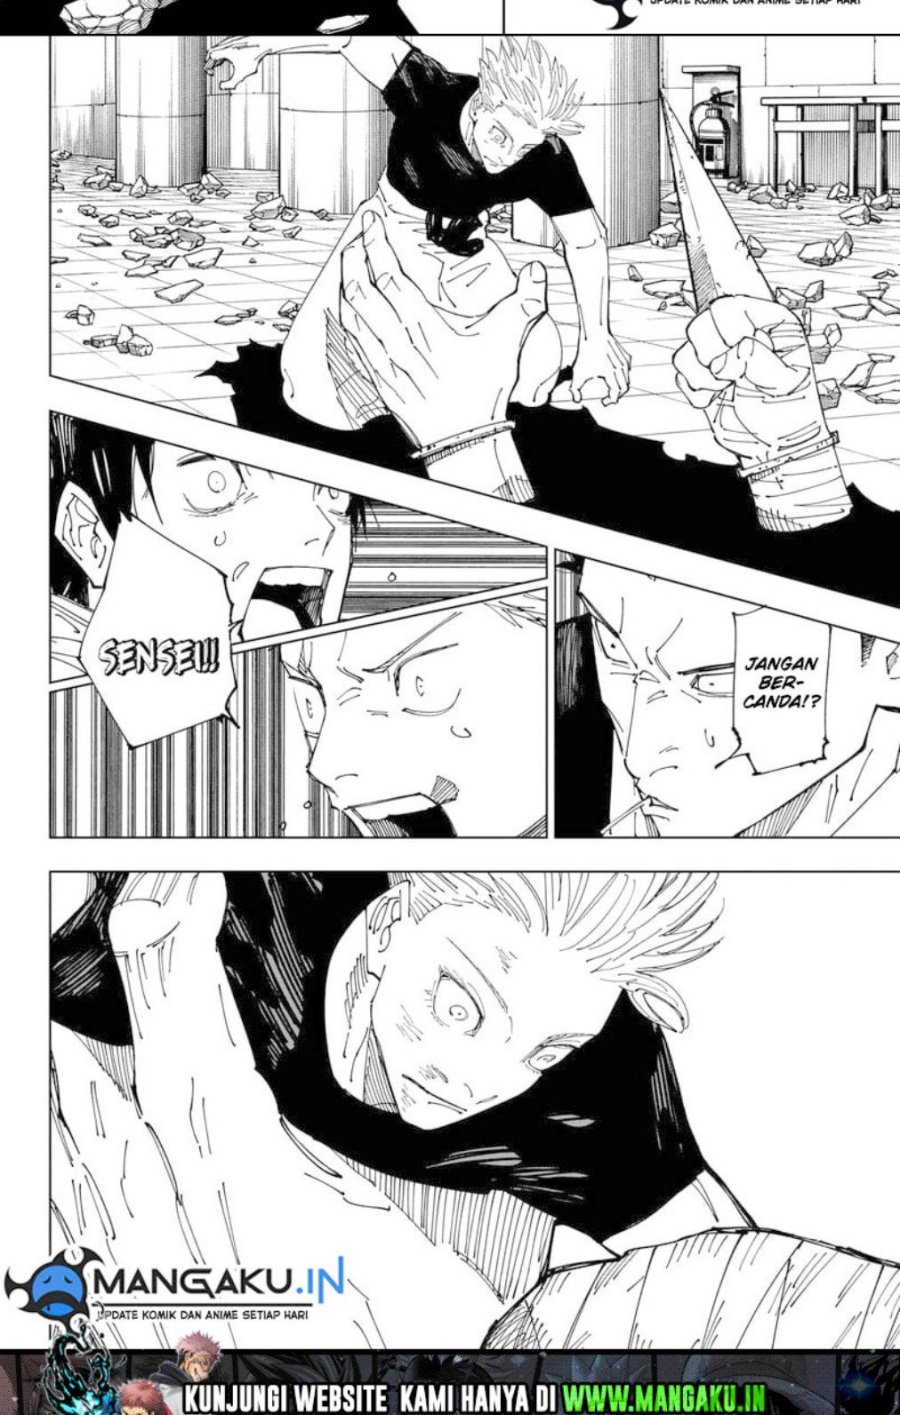 UPDATE KOMIK DAN ANIME SETIAP HARI
SENSEI!!
JANGAN
BER-
CANDA!?
MANGAKU.IN
UPDATE KOMIK DAN ANIME SETIAP HARI
KUNJUNGI WEBSITE KAMI HANYA DI WWW.MANGAKU.IN